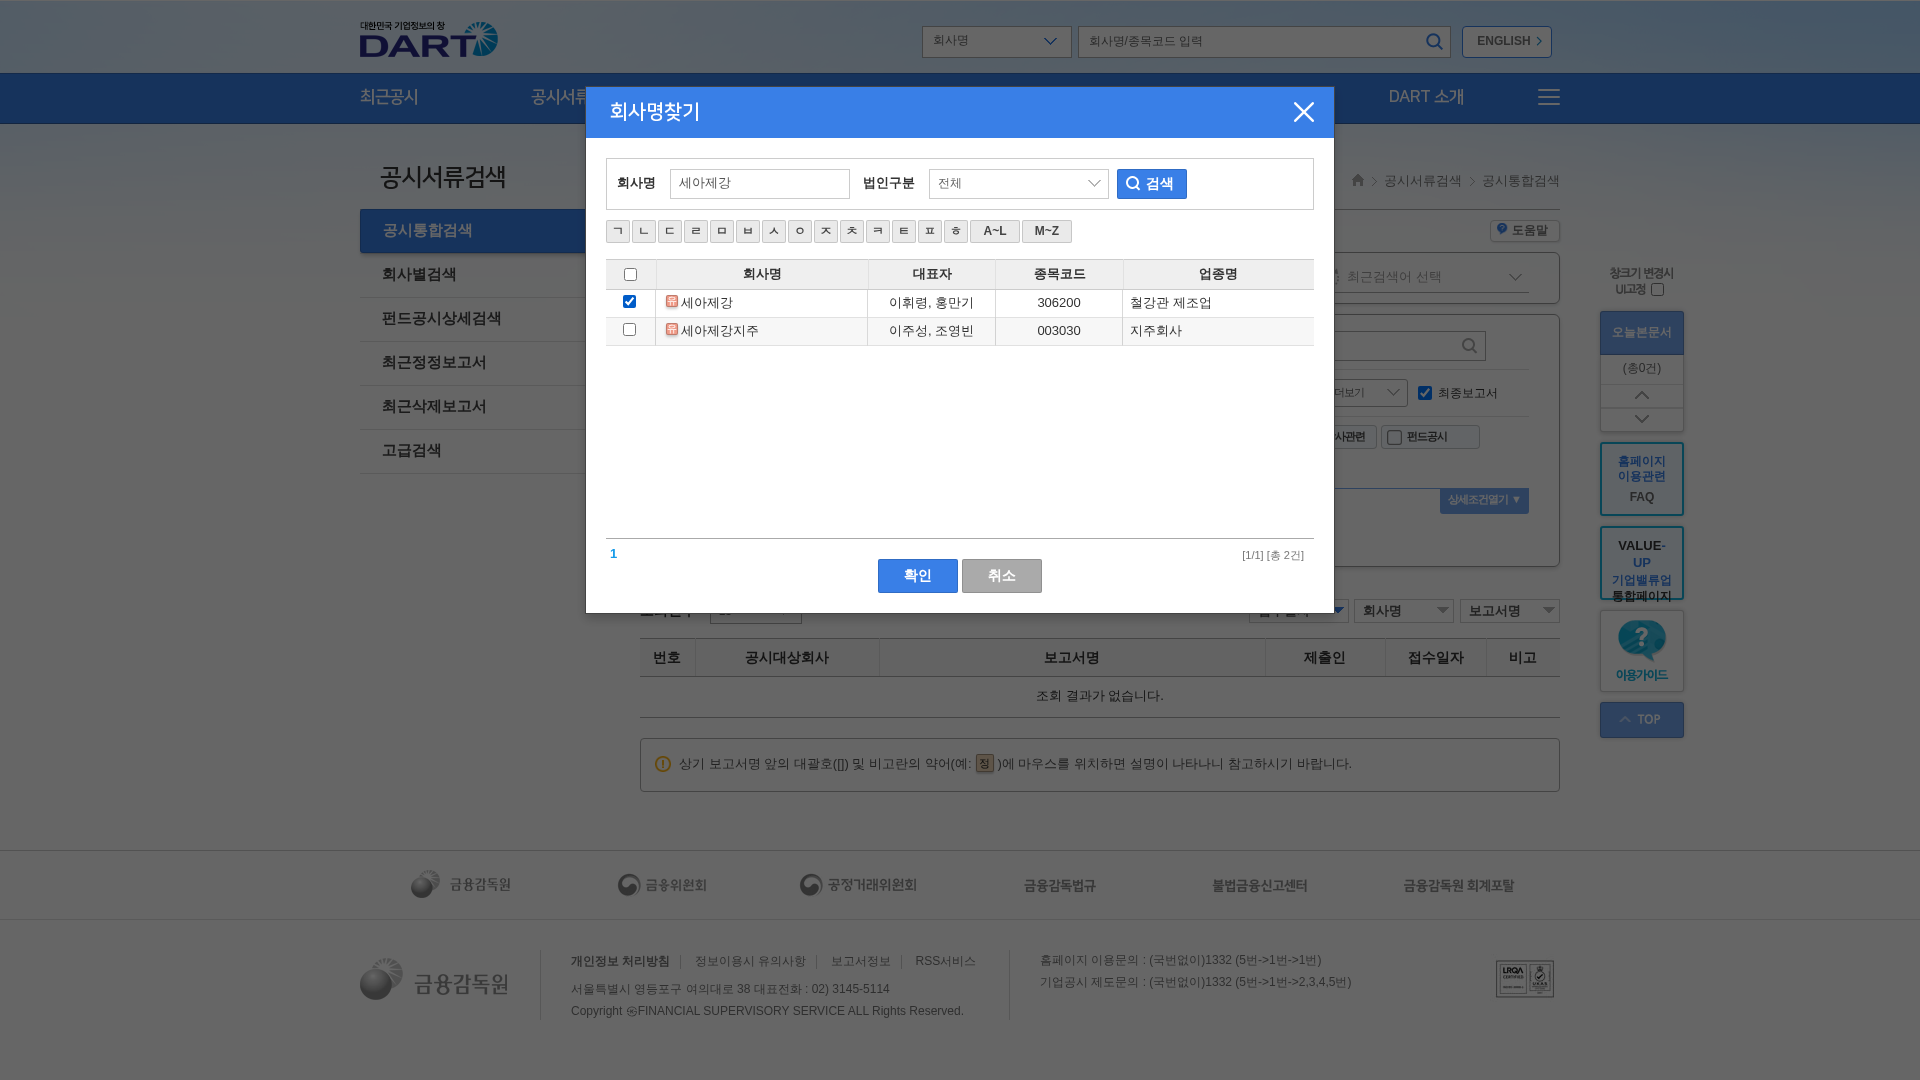 대한민국 기업정보의 창
DART
회사명
회사명/종목코드 입력
ENGLISH
최근공시
공시서류
DART 소개
공시서류검색
공시통합검색
회사별검색
펀드공시상세검색
최근정정보고서
최근삭제보고서
고급검색
공시서류검색
공시통합검색
도움말
최근검색어 선택
더보기
최종보고서
사관련
펀드공시
상세조건열기 ▼
회사명찾기
회사명
세아제강
법인구분
전체
검색
ㄱ ㄴ ㄷ ㄹ ㅁ ㅂ ㅅ ㅇ ㅈ ㅊ ㅋ ㅌ ㅍ ㅎ A~L M~Z
회사명 대표자 종목코드 업종명
유 세아제강 이휘령, 홍만기 306200 철강관 제조업
유 세아제강지주 이주성, 조영빈 003030 지주회사
1
[1/1] [총 2건]
확인
취소
회사명
보고서명
번호 공시대상회사 보고서명 제출인 접수일자 비고
조회 결과가 없습니다.
상기 보고서명 앞의 대괄호([]) 및 비고란의 약어(예: 정 )에 마우스를 위치하면 설명이 나타나니 참고하시기 바랍니다.
창크기 변경시
UI고정
오늘본문서
(총0건)
홈페이지
이용관련
FAQ
VALUE-
UP
기업밸류업
통합페이지
?
이용가이드
TOP
금융감독원
금융위원회
공정거래위원회
금융감독법규
불법금융신고센터
금융감독원 회계포탈
금융감독원
개인정보 처리방침
정보이용시 유의사항
보고서정보
RSS서비스
서울특별시 영등포구 여의대로 38 대표전화 : 02) 3145-5114
Copyright ㉿FINANCIAL SUPERVISORY SERVICE ALL Rights Reserved.
홈페이지 이용문의 : (국번없이)1332 (5번->1번->1번)
기업공시 제도문의 : (국번없이)1332 (5번->1번->2,3,4,5번)
LRQA